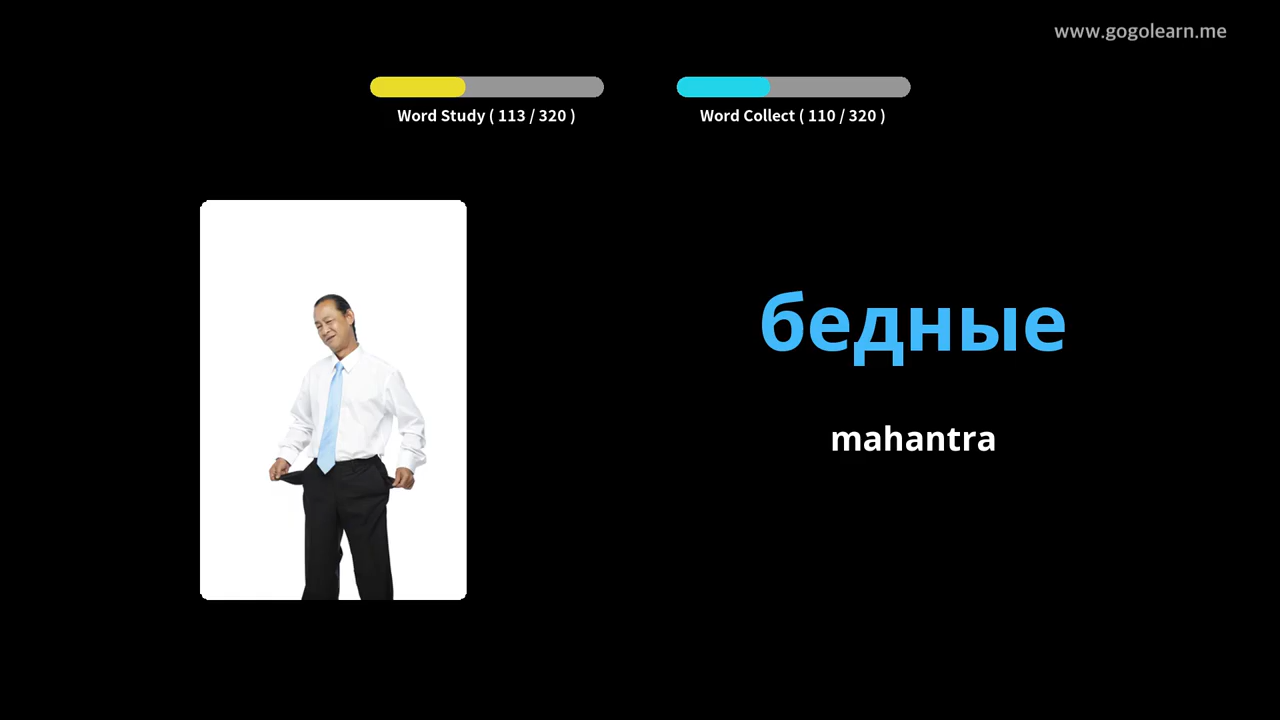 www.gogolearn.me
Word Study ( 113 / 320 )
Word Collect ( 110 / 320 )
бедные
mahantra